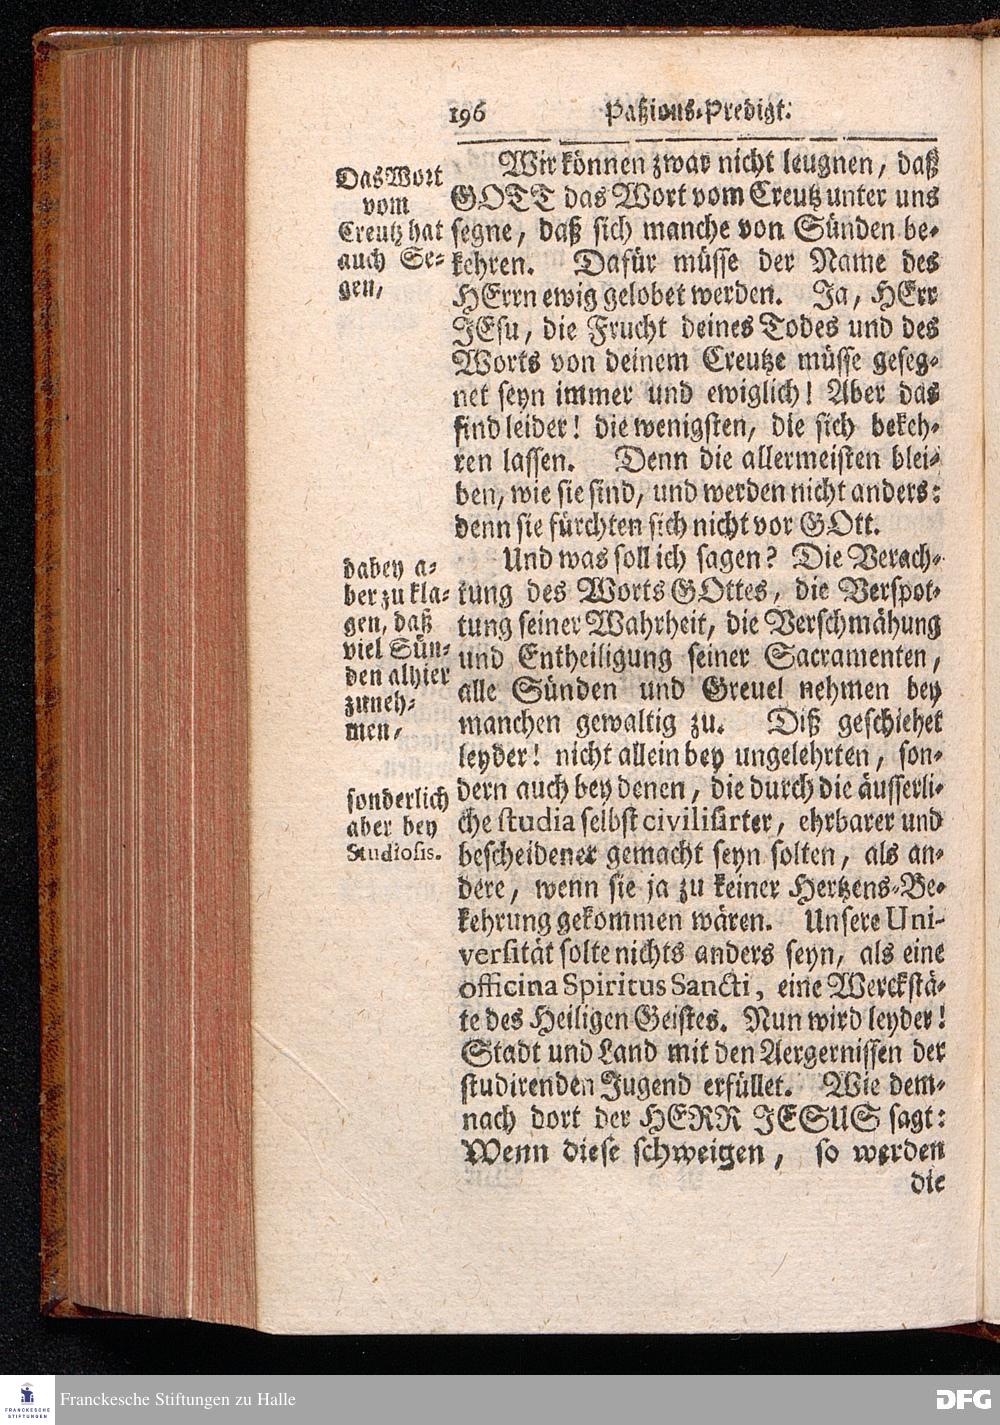 196 Paßions-Predigt.
Das Wort
vom
Creutz hat
auch Se-
gen,
Wir können zwar nicht leugnen, daß
GOTT das Wort vom Creutz unter uns
segne, daß sich manche von Sünden be-
kehren. Dafür müsse der Name des
HErrn ewig gelobet werden. Ja, HErr
JEsu, die Frucht deines Todes und des
Worts von deinem Creutze müsse geseg-
net seyn immer und ewiglich! Aber das
sind leider! die wenigsten, die sich bekeh-
ren lassen. Denn die allermeisten blei-
ben, wie sie sind, und werden nicht anders:
denn sie fürchten sich nicht vor GOtt.
dabey a-
ber zu kla-
gen, daß
viel Sün-
den alhier
zuneh-
men,
Und was soll ich sagen? Die Verach-
tung des Worts GOttes, die Verspot-
tung seiner Wahrheit, die Verschmähung
und Entheiligung seiner Sacramenten,
alle Sünden und Greuel nehmen bey
manchen gewaltig zu. Diß geschiehet
leyder! nicht allein bey ungelehrten, son-
sonderlich
aber bey
Studiosis.
dern auch bey denen, die durch die äusserli-
che studia selbst civilisirter, ehrbarer und
bescheidener gemacht seyn solten, als an-
dere, wenn sie ja zu keiner Hertzens-Be-
kehrung gekommen wären. Unsere Uni-
versität solte nichts anders seyn, als eine
officina Spiritus Sancti, eine Werckstä-
te des Heiligen Geistes. Nun wird leyder!
Stadt und Land mit den Aergernissen der
studirenden Jugend erfüllet. Wie dem-
nach dort der HERR JESUS sagt:
Wenn diese schweigen, so werden
die
FRANCKESCHE
STIFTUNGEN
Franckesche Stiftungen zu Halle
DFG